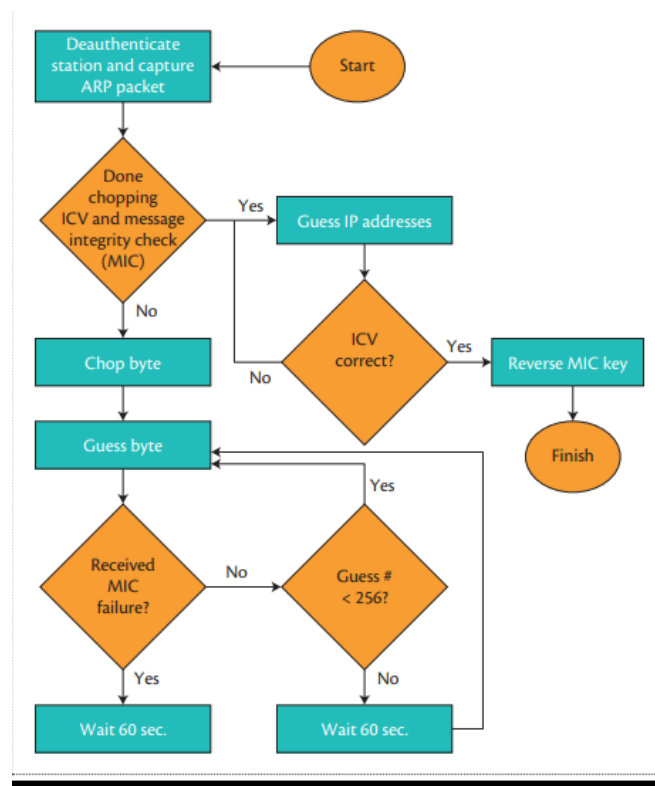 Deauthenticate
station and capture
ARP packet
Start
Done
chopping
ICV and message
integrity check
(MIC)
Yes
Guess IP addresses
No
ICV
correct?
Yes
Reverse MIC key
No
Chop byte
Guess byte
Finish
Yes
Received
MIC
failure?
No
Guess #
< 256?
Yes
No
Wait 60 sec.
Wait 60 sec.